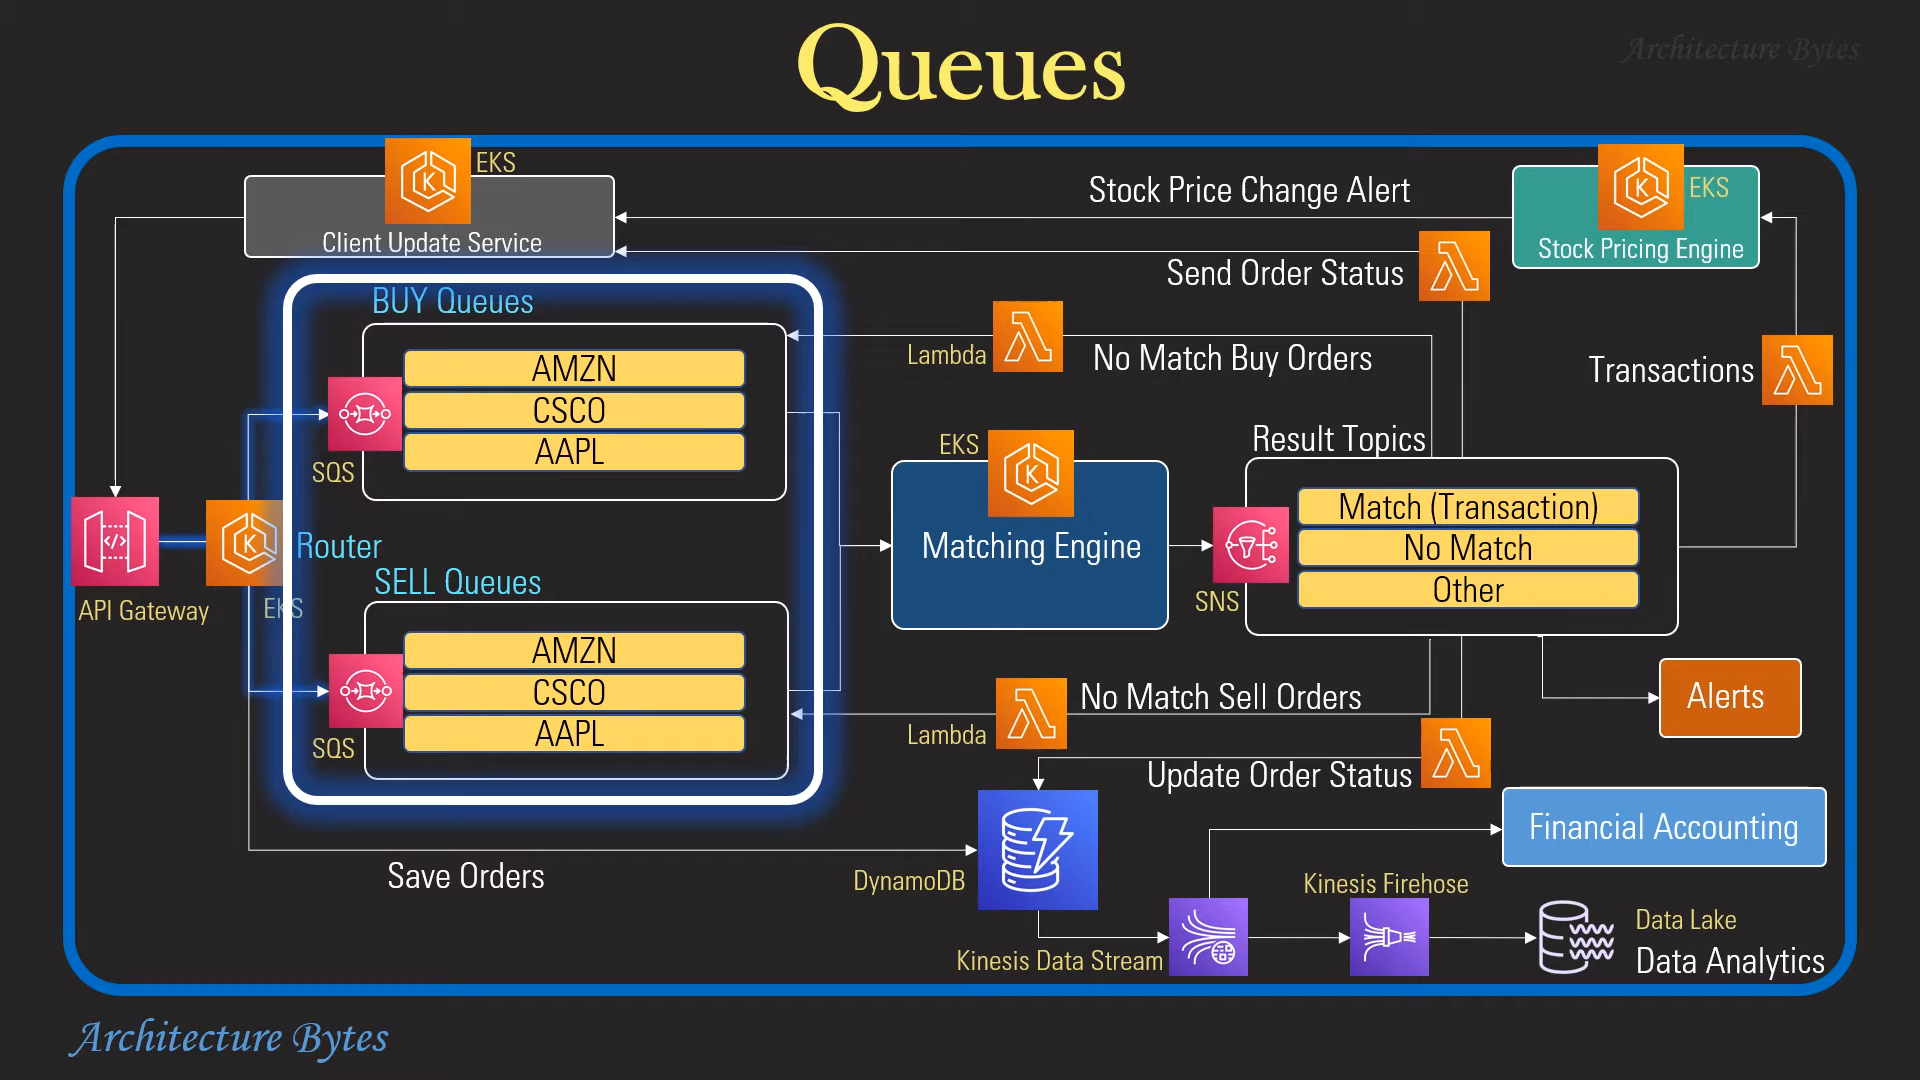 Queues
Architecture Bytes
EKS
Client Update Service
Stock Price Change Alert
EKS
Stock Pricing Engine
Send Order Status
BUY Queues
AMZN
CSCO
AAPL
SQS
Lambda
No Match Buy Orders
Transactions
API Gateway
Router
EKS
SELL Queues
AMZN
CSCO
AAPL
SQS
EKS
Matching Engine
Result Topics
Match (Transaction)
No Match
Other
SNS
Lambda
No Match Sell Orders
Alerts
Update Order Status
Save Orders
DynamoDB
Financial Accounting
Kinesis Data Stream
Kinesis Firehose
Data Lake
Data Analytics
Architecture Bytes